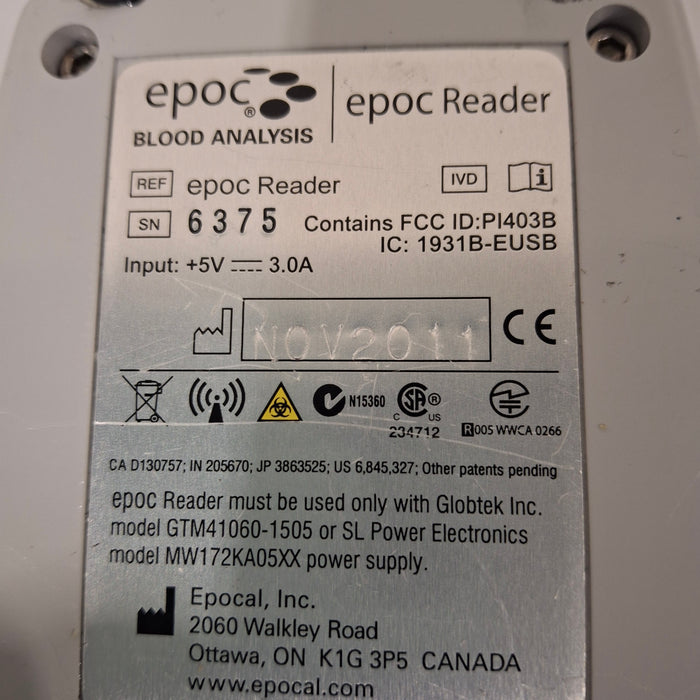 epoc®
BLOOD ANALYSIS
epoc Reader
REF epoc Reader
IVD i
SN 6375 Contains FCC ID:PI403B
IC: 1931B-EUSB
Input: +5V 3.0A
NOV2011
CE
N15360
SA®
C US
234712
R 005 WWCA 0266
CA D130757; IN 205670; JP 3863525; US 6,845,327; Other patents pending
epoc Reader must be used only with Globtek Inc.
model GTM41060-1505 or SL Power Electronics
model MW172KA05XX power supply.
Epocal, Inc.
2060 Walkley Road
Ottawa, ON K1G 3P5 CANADA
www.epocal.com